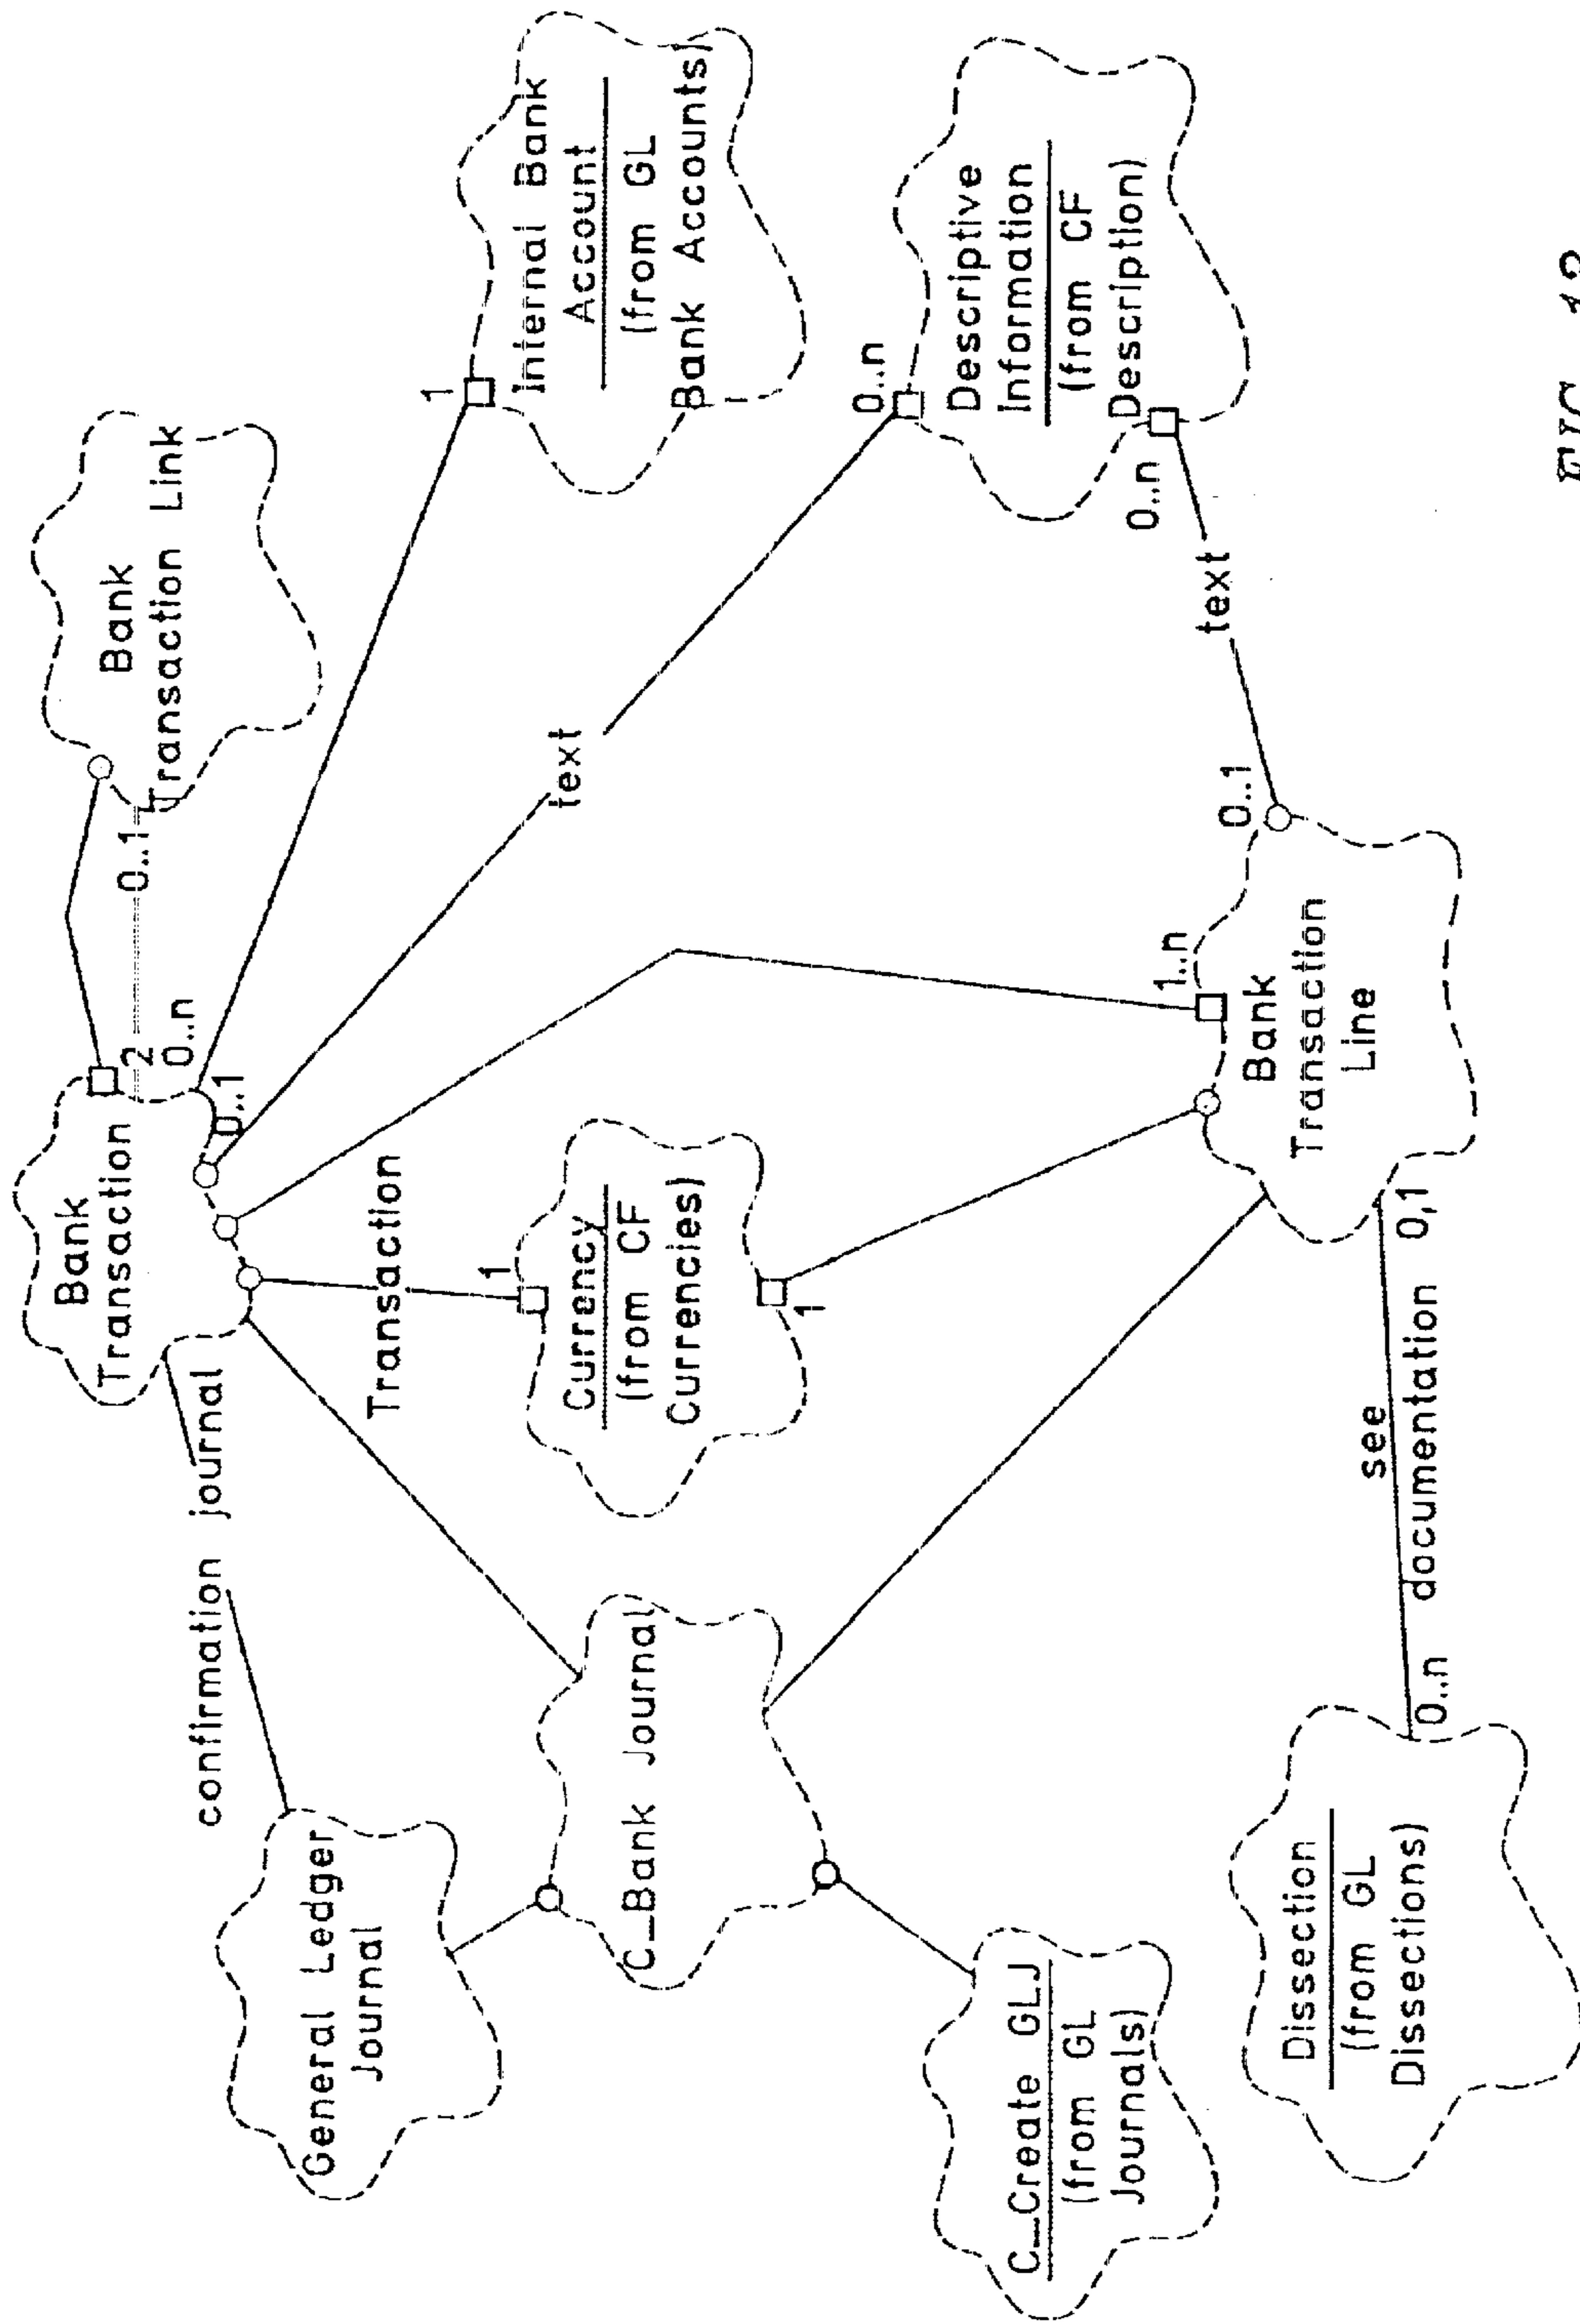 Bank
Transaction
2
0..1
Bank
Transaction Link
0..n
0..1
1
Internal Bank
Account
(from GL
Bank Accounts)
confirmation journal
General Ledger
Journal
Transaction
1
Currency
(from CF
Currencies)
1
text
0..n
Descriptive
Information
(from CF
Description)
0..n
text
C_Bank Journal
C_Create GLJ
(from GL
Journals)
1..n
0..1
Bank
Transaction
Line
0,1
see
documentation
0..n
Dissection
(from GL
Dissections)